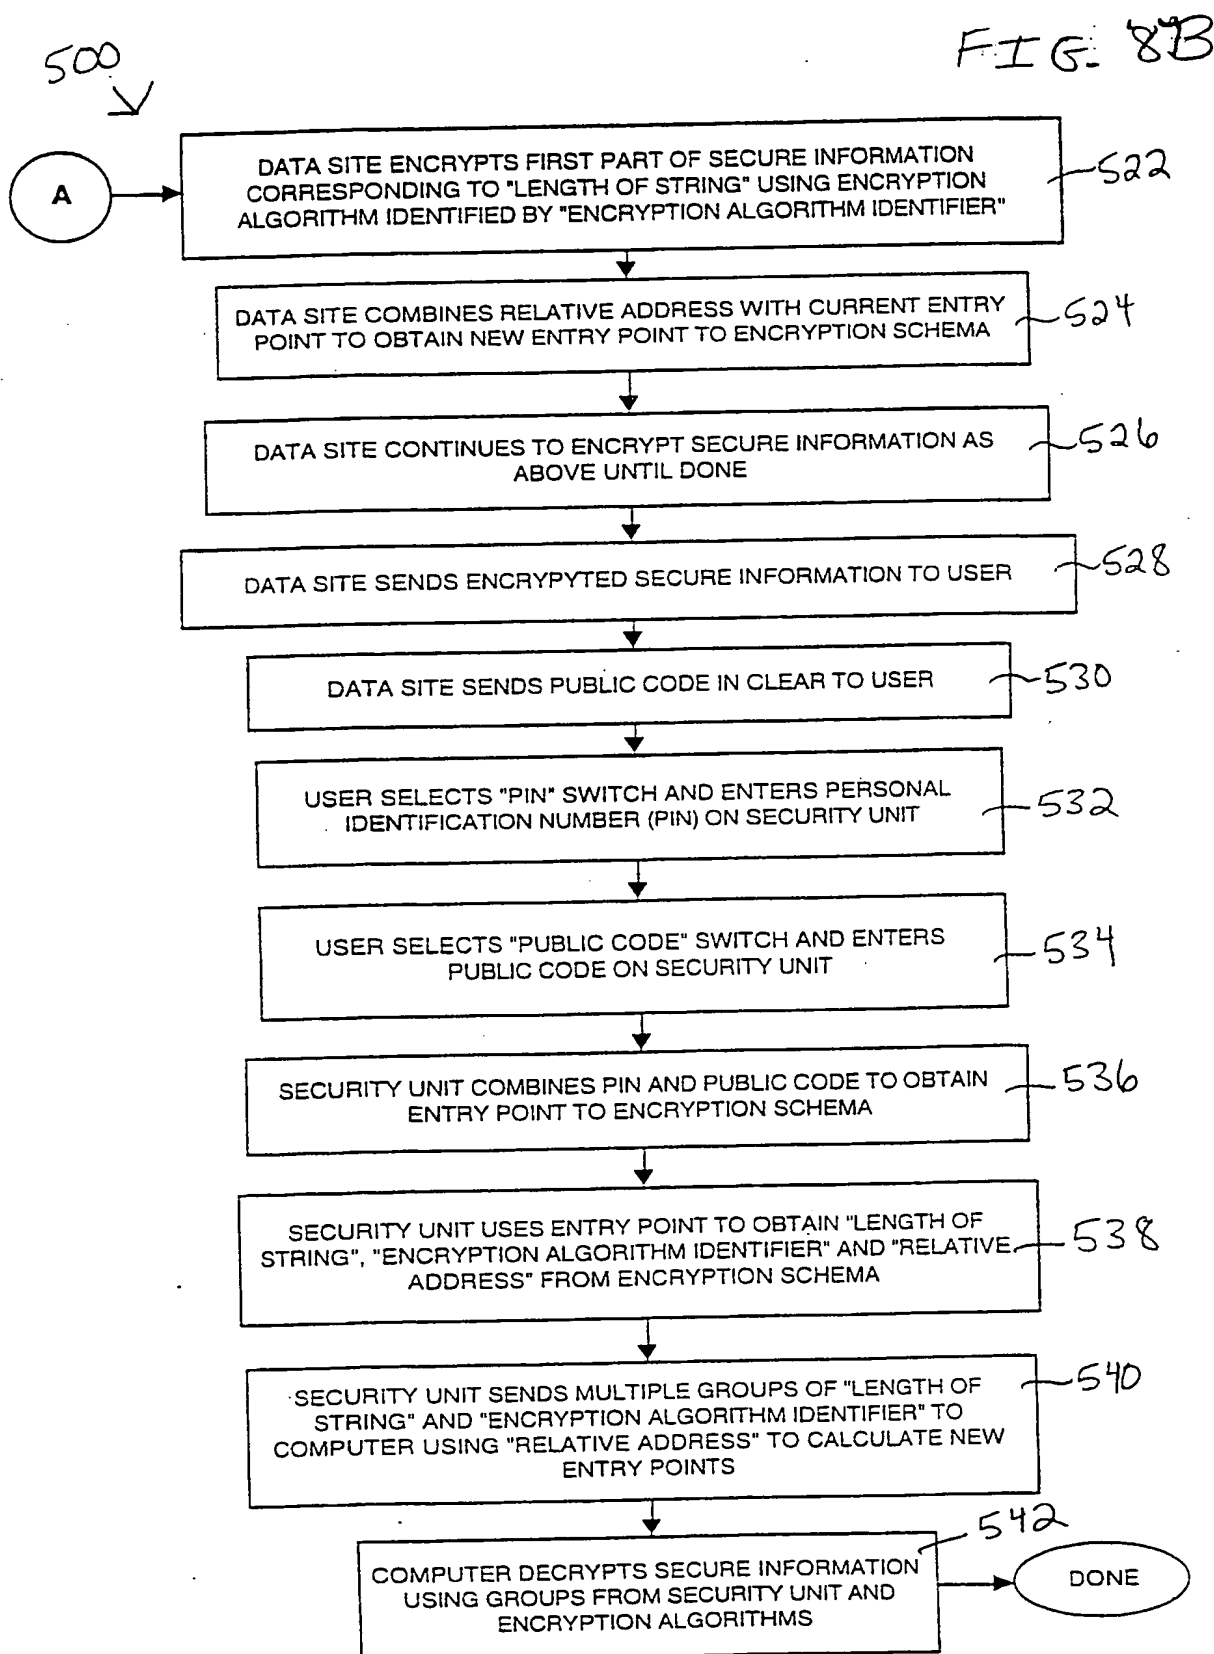 FIG. 8B
500
A
DATA SITE ENCRYPTS FIRST PART OF SECURE INFORMATION
CORRESPONDING TO "LENGTH OF STRING" USING ENCRYPTION
ALGORITHM IDENTIFIED BY "ENCRYPTION ALGORITHM IDENTIFIER"
522
DATA SITE COMBINES RELATIVE ADDRESS WITH CURRENT ENTRY
POINT TO OBTAIN NEW ENTRY POINT TO ENCRYPTION SCHEMA
524
DATA SITE CONTINUES TO ENCRYPT SECURE INFORMATION AS
ABOVE UNTIL DONE
526
DATA SITE SENDS ENCRYPYTED SECURE INFORMATION TO USER
528
DATA SITE SENDS PUBLIC CODE IN CLEAR TO USER
530
USER SELECTS "PIN" SWITCH AND ENTERS PERSONAL
IDENTIFICATION NUMBER (PIN) ON SECURITY UNIT
532
USER SELECTS "PUBLIC CODE" SWITCH AND ENTERS
PUBLIC CODE ON SECURITY UNIT
534
SECURITY UNIT COMBINES PIN AND PUBLIC CODE TO OBTAIN
ENTRY POINT TO ENCRYPTION SCHEMA
536
SECURITY UNIT USES ENTRY POINT TO OBTAIN "LENGTH OF
STRING", "ENCRYPTION ALGORITHM IDENTIFIER" AND "RELATIVE
ADDRESS" FROM ENCRYPTION SCHEMA
538
SECURITY UNIT SENDS MULTIPLE GROUPS OF "LENGTH OF
STRING" AND "ENCRYPTION ALGORITHM IDENTIFIER" TO
COMPUTER USING "RELATIVE ADDRESS" TO CALCULATE NEW
ENTRY POINTS
540
COMPUTER DECRYPTS SECURE INFORMATION
USING GROUPS FROM SECURITY UNIT AND
ENCRYPTION ALGORITHMS
542
DONE